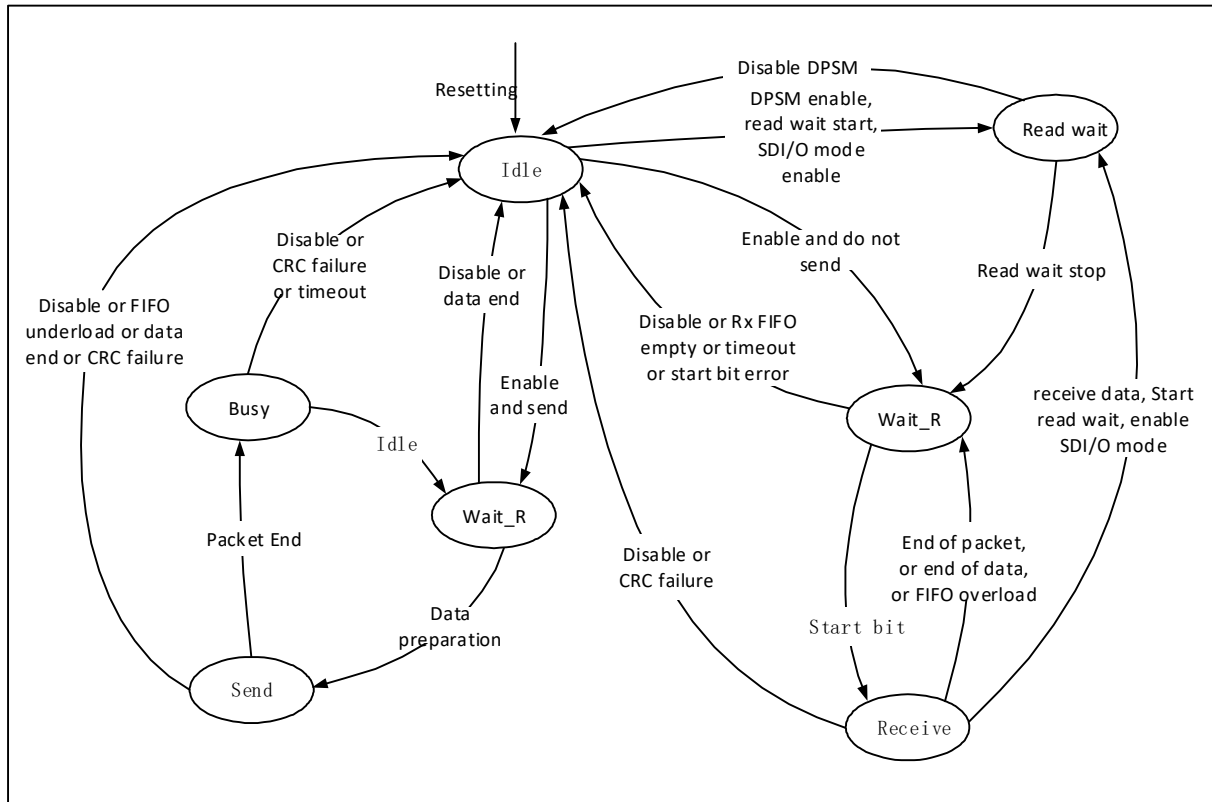 Resetting
Disable DPSM
DPSM enable,
read wait start,
SDI/O mode
enable
Read wait
Idle
Disable or
CRC failure
or timeout
Disable or
data end
Enable and do not
send
Read wait stop
Disable or FIFO
underload or data
end or CRC failure
Disable or Rx FIFO
empty or timeout
or start bit error
Enable
and send
Busy
Idle
Wait_R
receive data, Start
read wait, enable
SDI/O mode
Wait_R
Packet End
Disable or
CRC failure
End of packet,
or end of data,
or FIFO overload
Data
preparation
Start bit
Send
Receive